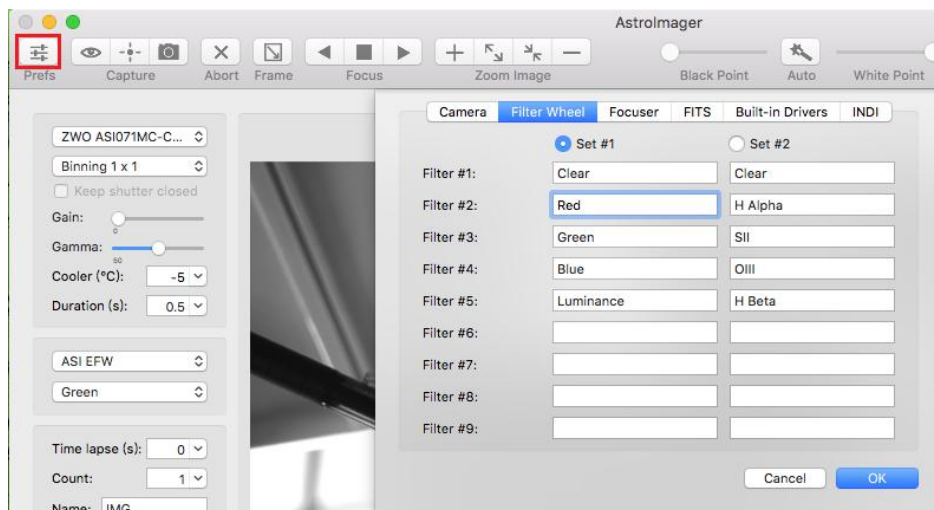 AstroImager
Prefs Capture Abort Frame Focus Zoom Image Black Point Auto White Point
Camera Filter Wheel Focuser FITS Built-in Drivers INDI
Set #1 Set #2
ZWO ASI071MC-C...
Binning 1 x 1
Keep shutter closed
Gain:
0
Gamma:
50
Cooler (°C): -5
Duration (s): 0.5
ASI EFW
Green
Time lapse (s): 0
Count: 1
Name: IMG
Filter #1: Clear Clear
Filter #2: Red H Alpha
Filter #3: Green SII
Filter #4: Blue OIII
Filter #5: Luminance H Beta
Filter #6:
Filter #7:
Filter #8:
Filter #9:
Cancel OK